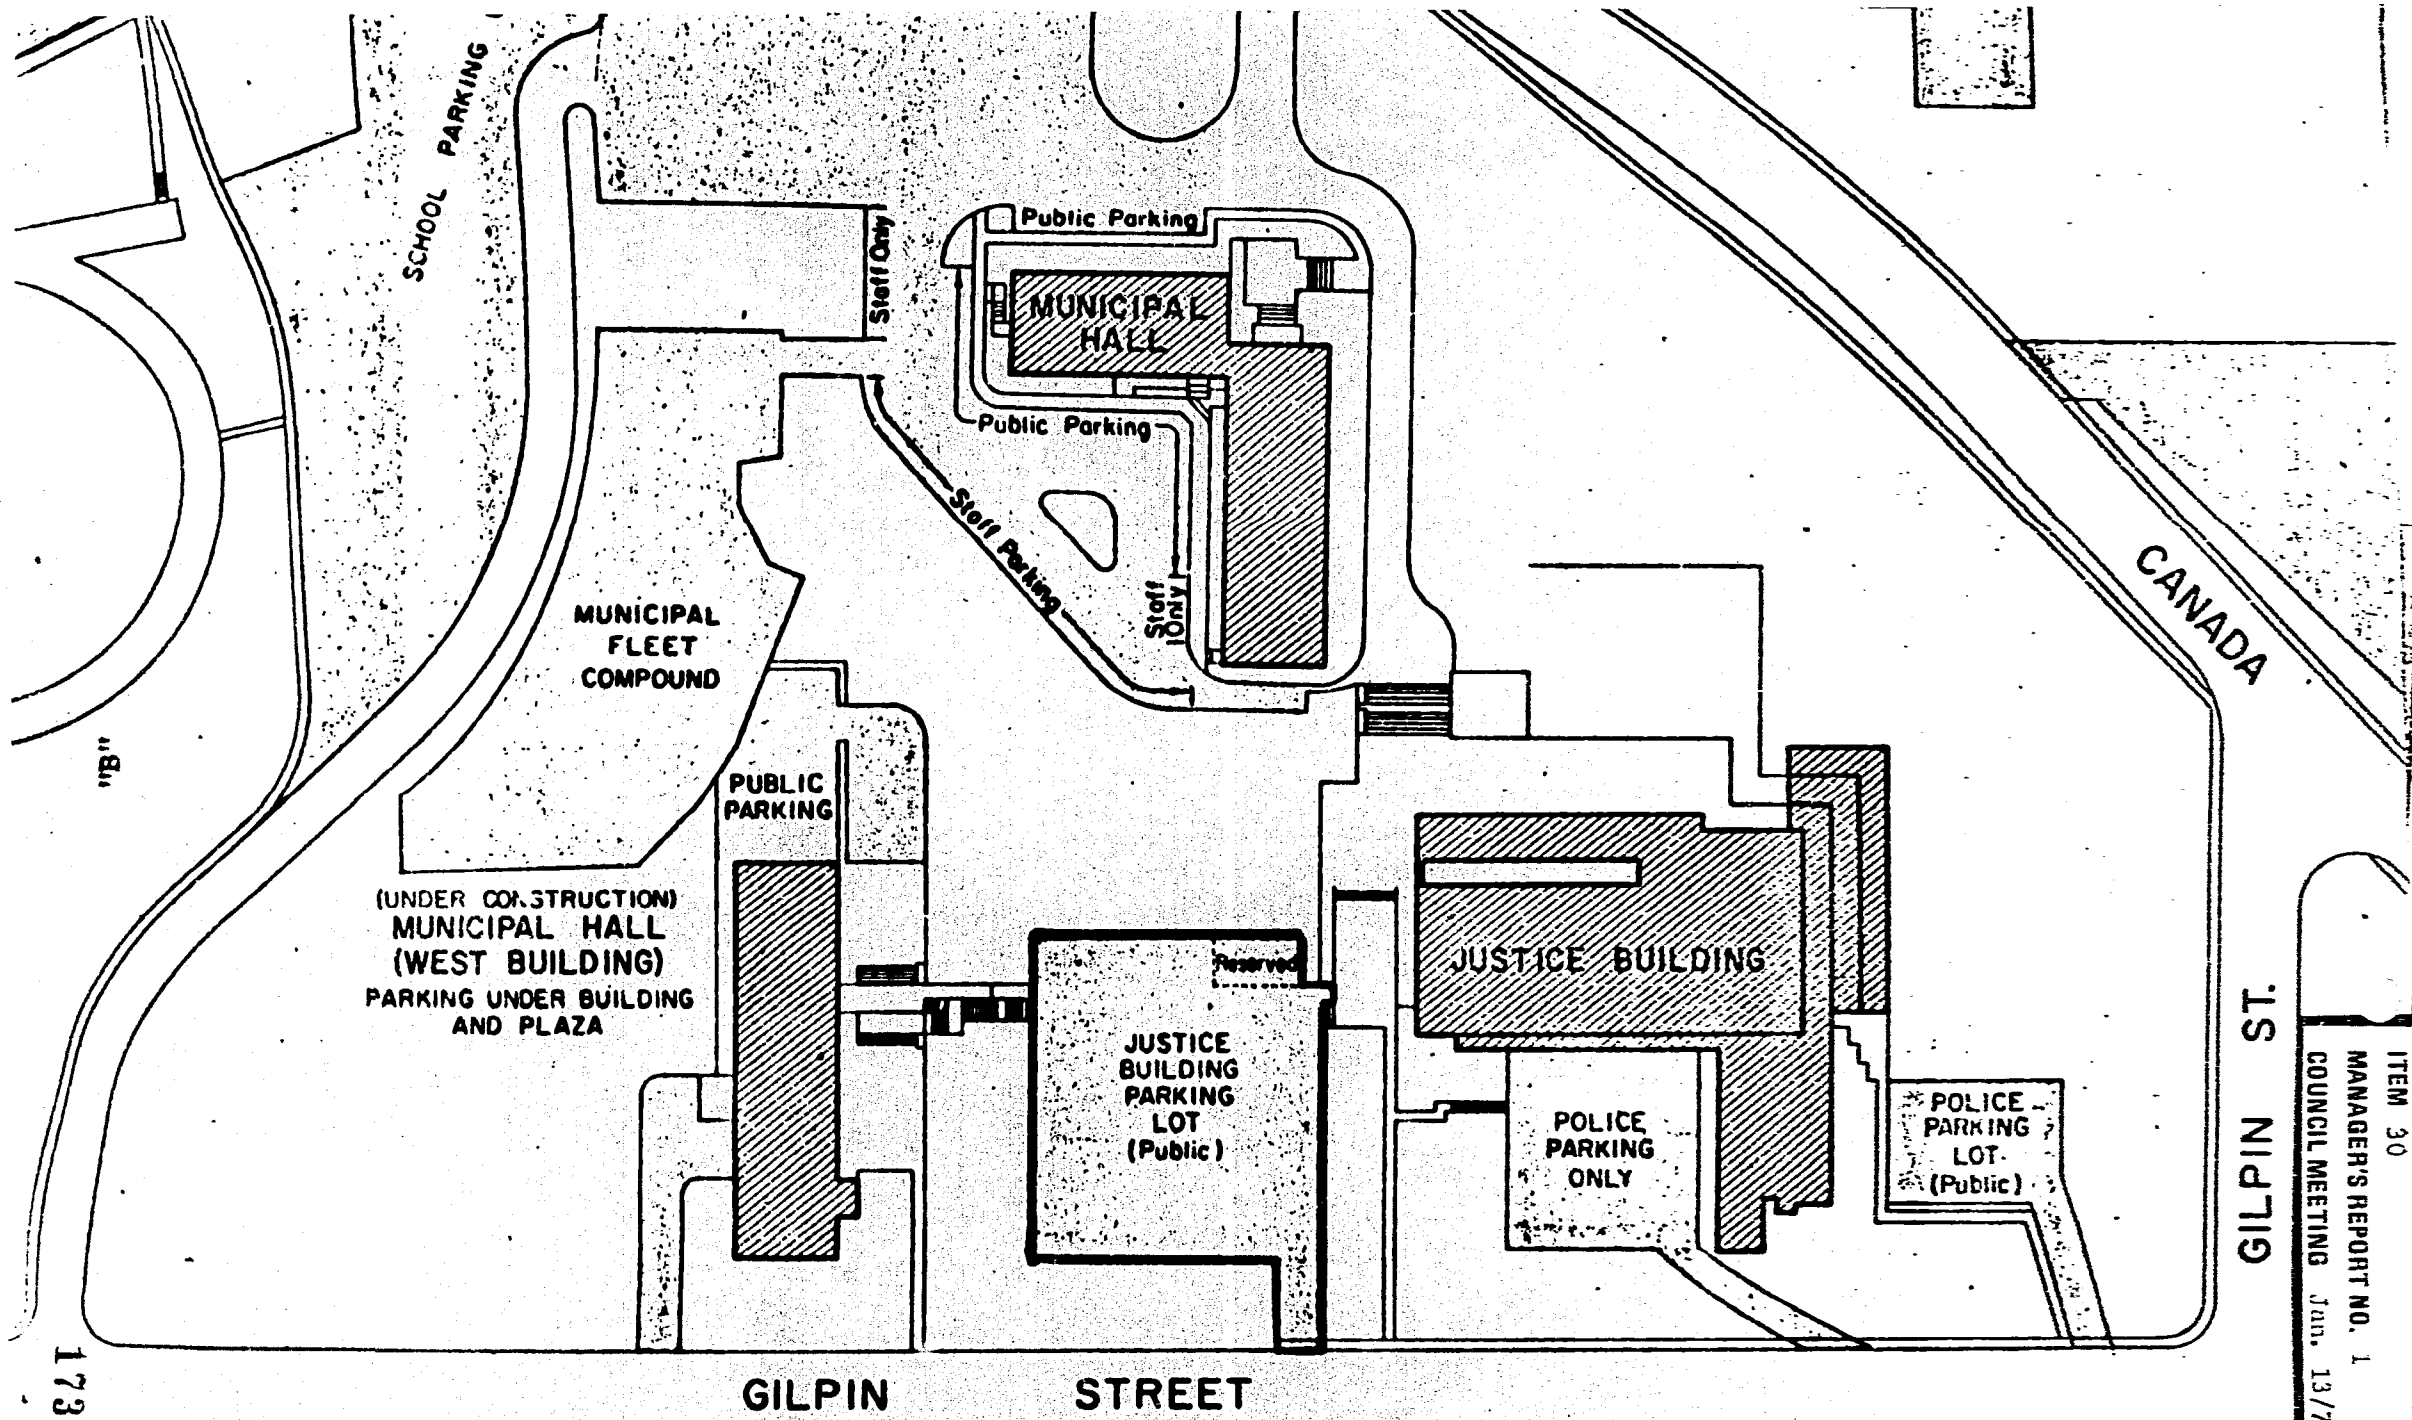 SCHOOL PARKING
Staff Only
Public Parking
MUNICIPAL
HALL
Public Parking
Staff Parking
Staff
Only
CANADA
MUNICIPAL
FLEET
COMPOUND
"B"
PUBLIC
PARKING
(UNDER CONSTRUCTION)
MUNICIPAL HALL
(WEST BUILDING)
PARKING UNDER BUILDING
AND PLAZA
Reserved
JUSTICE BUILDING
JUSTICE
BUILDING
PARKING
LOT
(Public)
POLICE
PARKING
ONLY
POLICE
PARKING
LOT
(Public)
GILPIN ST.
ITEM 30
MANAGER'S REPORT NO. 1
COUNCIL MEETING Jan. 13/7
GILPIN STREET
173